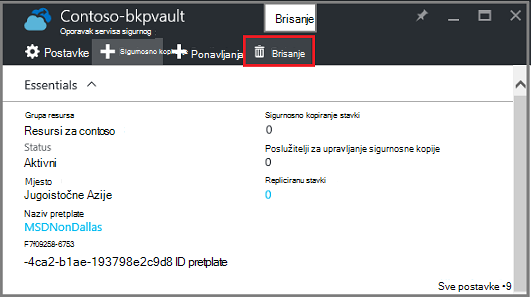 Contoso-bkpvault
Oporavak servisa sigurnog
Brisanje
Postavke
Sigurnosno kopiranje
Ponavljanja
Brisanje
Essentials
Grupa resursa
Resursi za contoso
Status
Aktivni
Mjesto
Jugoistočne Azije
Naziv pretplate
MSDNonDallas
F7f09258-6753
-4ca2-b1ae-193798e2c9d8 ID pretplate
Sigurnosno kopiranje stavki
0
Poslužitelji za upravljanje sigurnosne kopije
0
Repliciranu stavki
0
Sve postavke •9